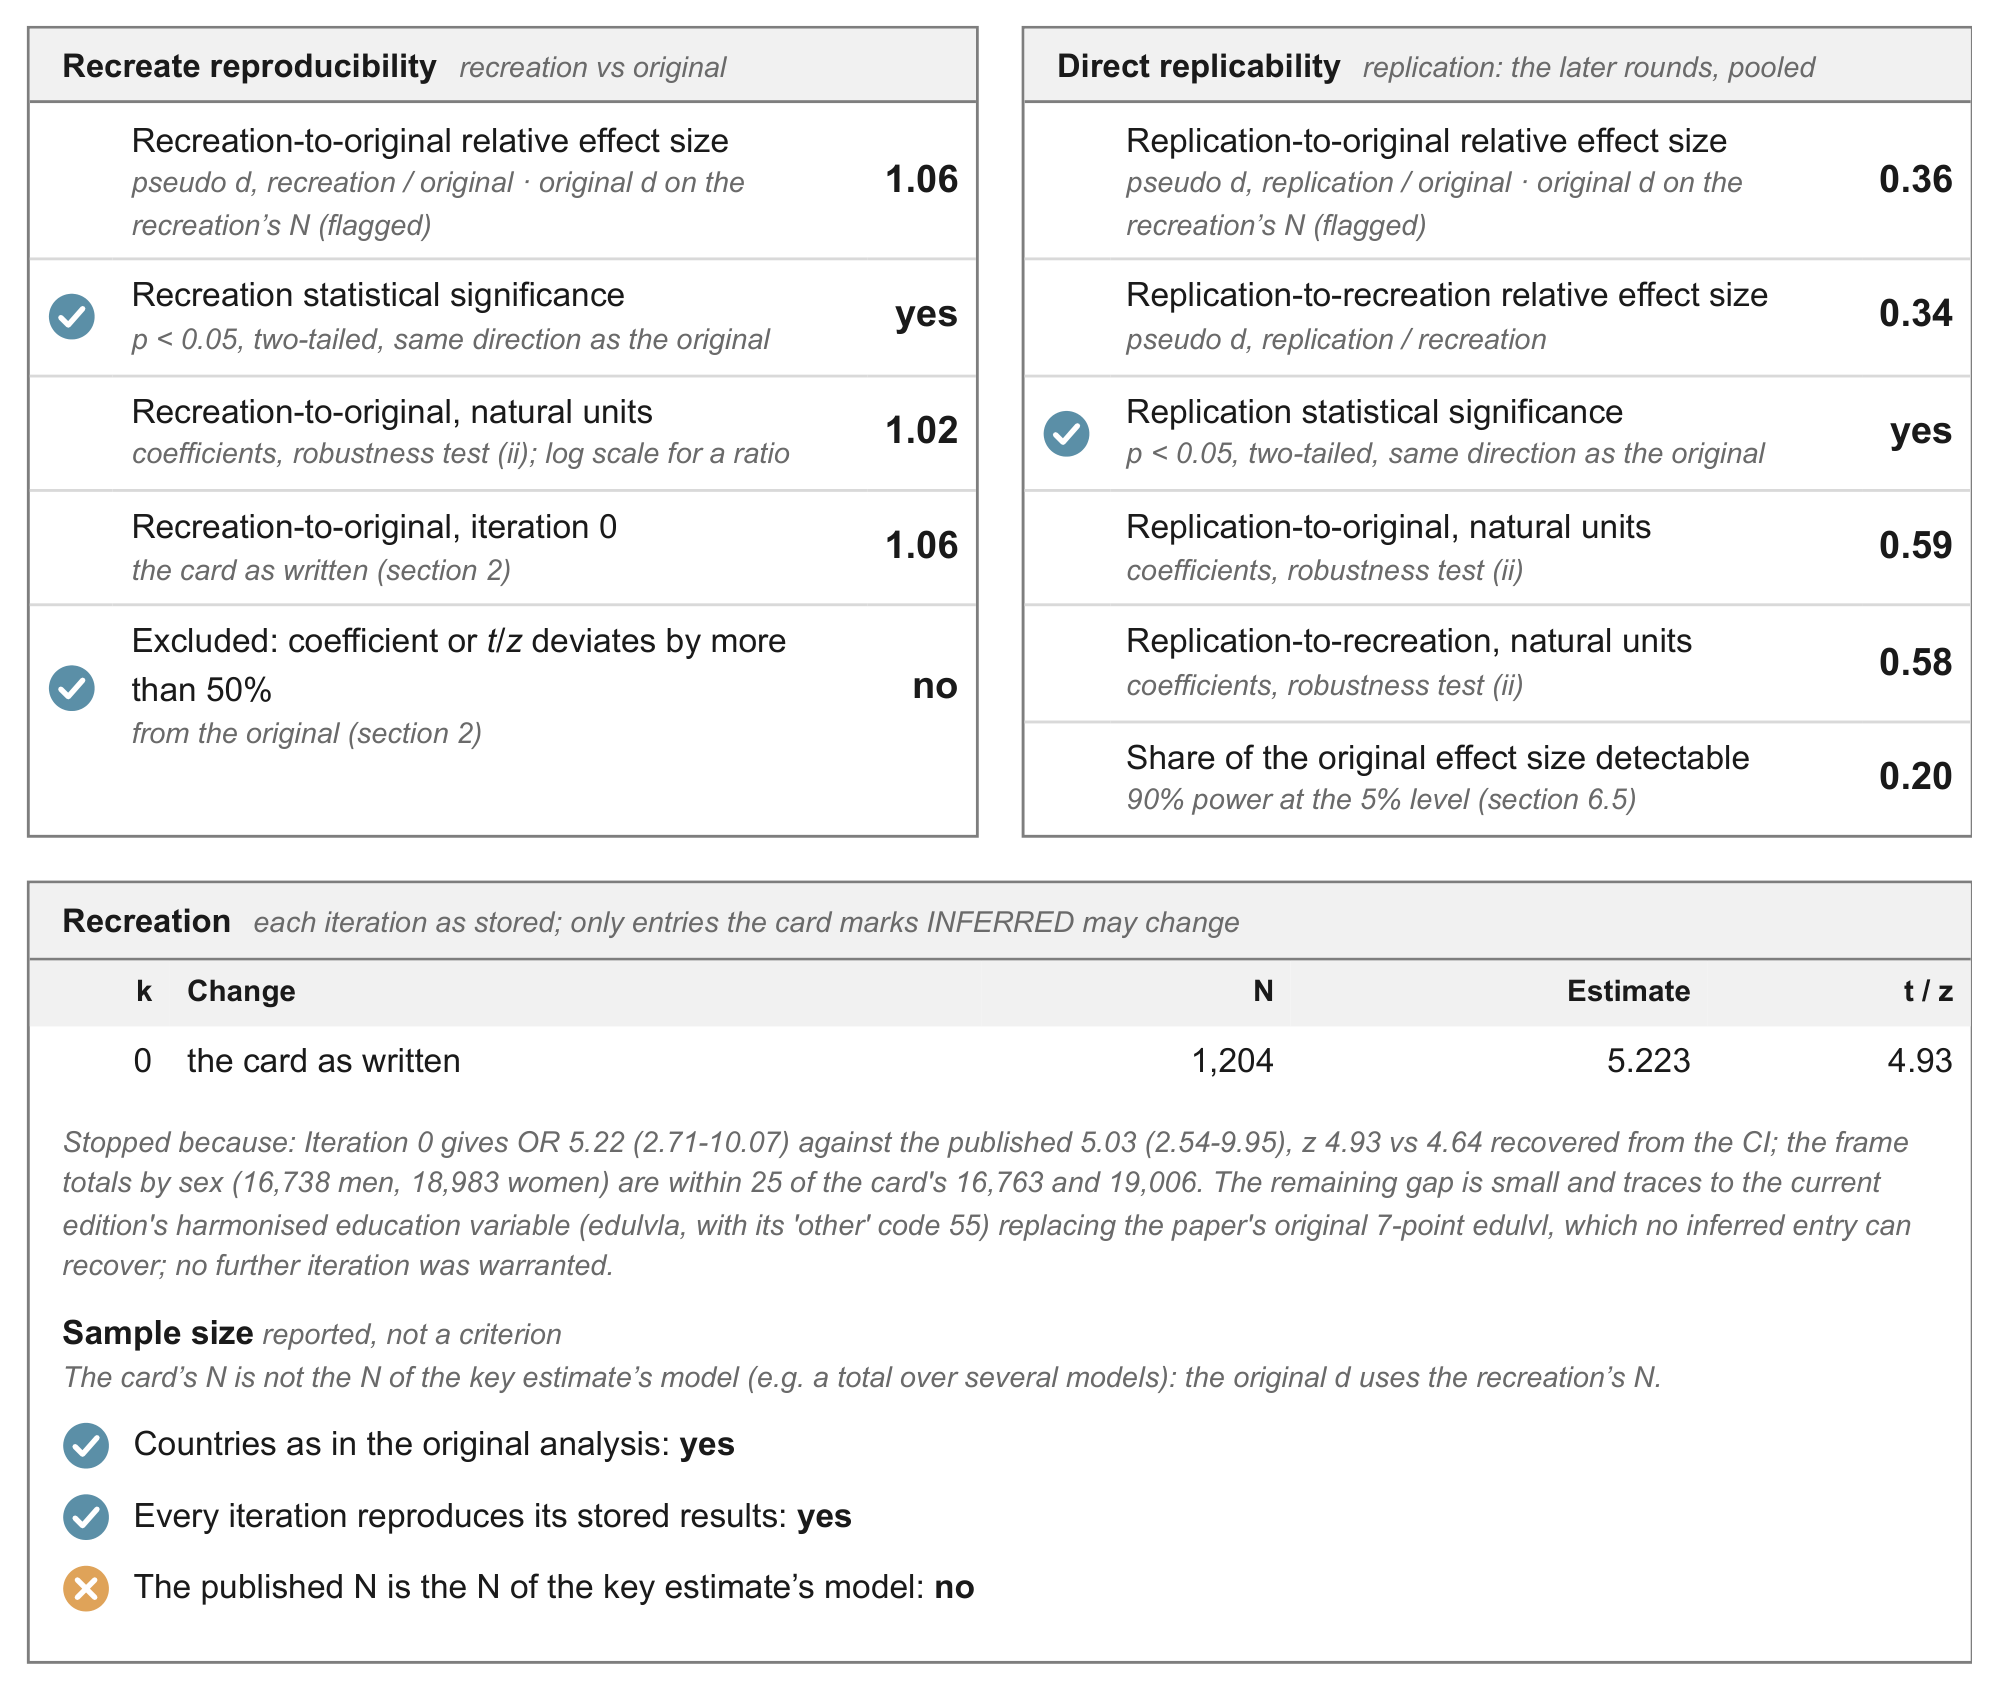 Recreate reproducibility recreation vs original
Recreation-to-original relative effect size
pseudo d, recreation / original · original d on the
recreation’s N (flagged)
1.06
Recreation statistical significance
p < 0.05, two-tailed, same direction as the original
yes
Recreation-to-original, natural units
coefficients, robustness test (ii); log scale for a ratio
1.02
Recreation-to-original, iteration 0
the card as written (section 2)
1.06
Excluded: coefficient or t/z deviates by more
than 50%
from the original (section 2)
no
Direct replicability replication: the later rounds, pooled
Replication-to-original relative effect size
pseudo d, replication / original · original d on the
recreation’s N (flagged)
0.36
Replication-to-recreation relative effect size
pseudo d, replication / recreation
0.34
Replication statistical significance
p < 0.05, two-tailed, same direction as the original
yes
Replication-to-original, natural units
coefficients, robustness test (ii)
0.59
Replication-to-recreation, natural units
coefficients, robustness test (ii)
0.58
Share of the original effect size detectable
90% power at the 5% level (section 6.5)
0.20
Recreation each iteration as stored; only entries the card marks INFERRED may change
k Change N Estimate t / z
0 the card as written 1,204 5.223 4.93
Stopped because: Iteration 0 gives OR 5.22 (2.71-10.07) against the published 5.03 (2.54-9.95), z 4.93 vs 4.64 recovered from the CI; the frame
totals by sex (16,738 men, 18,983 women) are within 25 of the card's 16,763 and 19,006. The remaining gap is small and traces to the current
edition's harmonised education variable (edulvla, with its 'other' code 55) replacing the paper's original 7-point edulvl, which no inferred entry can
recover; no further iteration was warranted.
Sample size reported, not a criterion
The card’s N is not the N of the key estimate’s model (e.g. a total over several models): the original d uses the recreation’s N.
Countries as in the original analysis: yes
Every iteration reproduces its stored results: yes
The published N is the N of the key estimate’s model: no